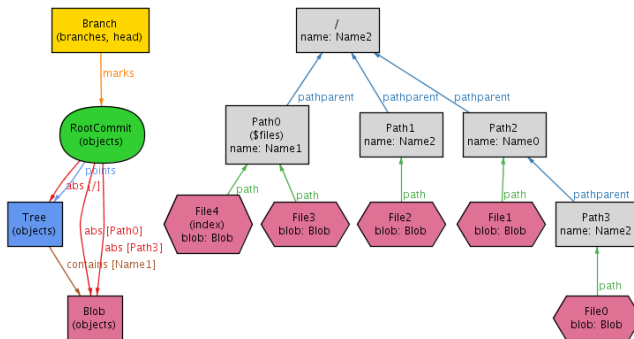 Branch
(branches, head)
/
name: Name2
marks
pathparent
pathparent
pathparent
RootCommit
(objects)
Path0
($files)
name: Name1
Path1
name: Name2
Path2
name: Name0
points
abs [/]
path
path
path
path
pathparent
Tree
(objects)
abs [Path0]
abs [Path3]
contains [Name1]
File4
(index)
blob: Blob
File3
blob: Blob
File2
blob: Blob
File1
blob: Blob
Path3
name: Name2
path
Blob
(objects)
File0
blob: Blob